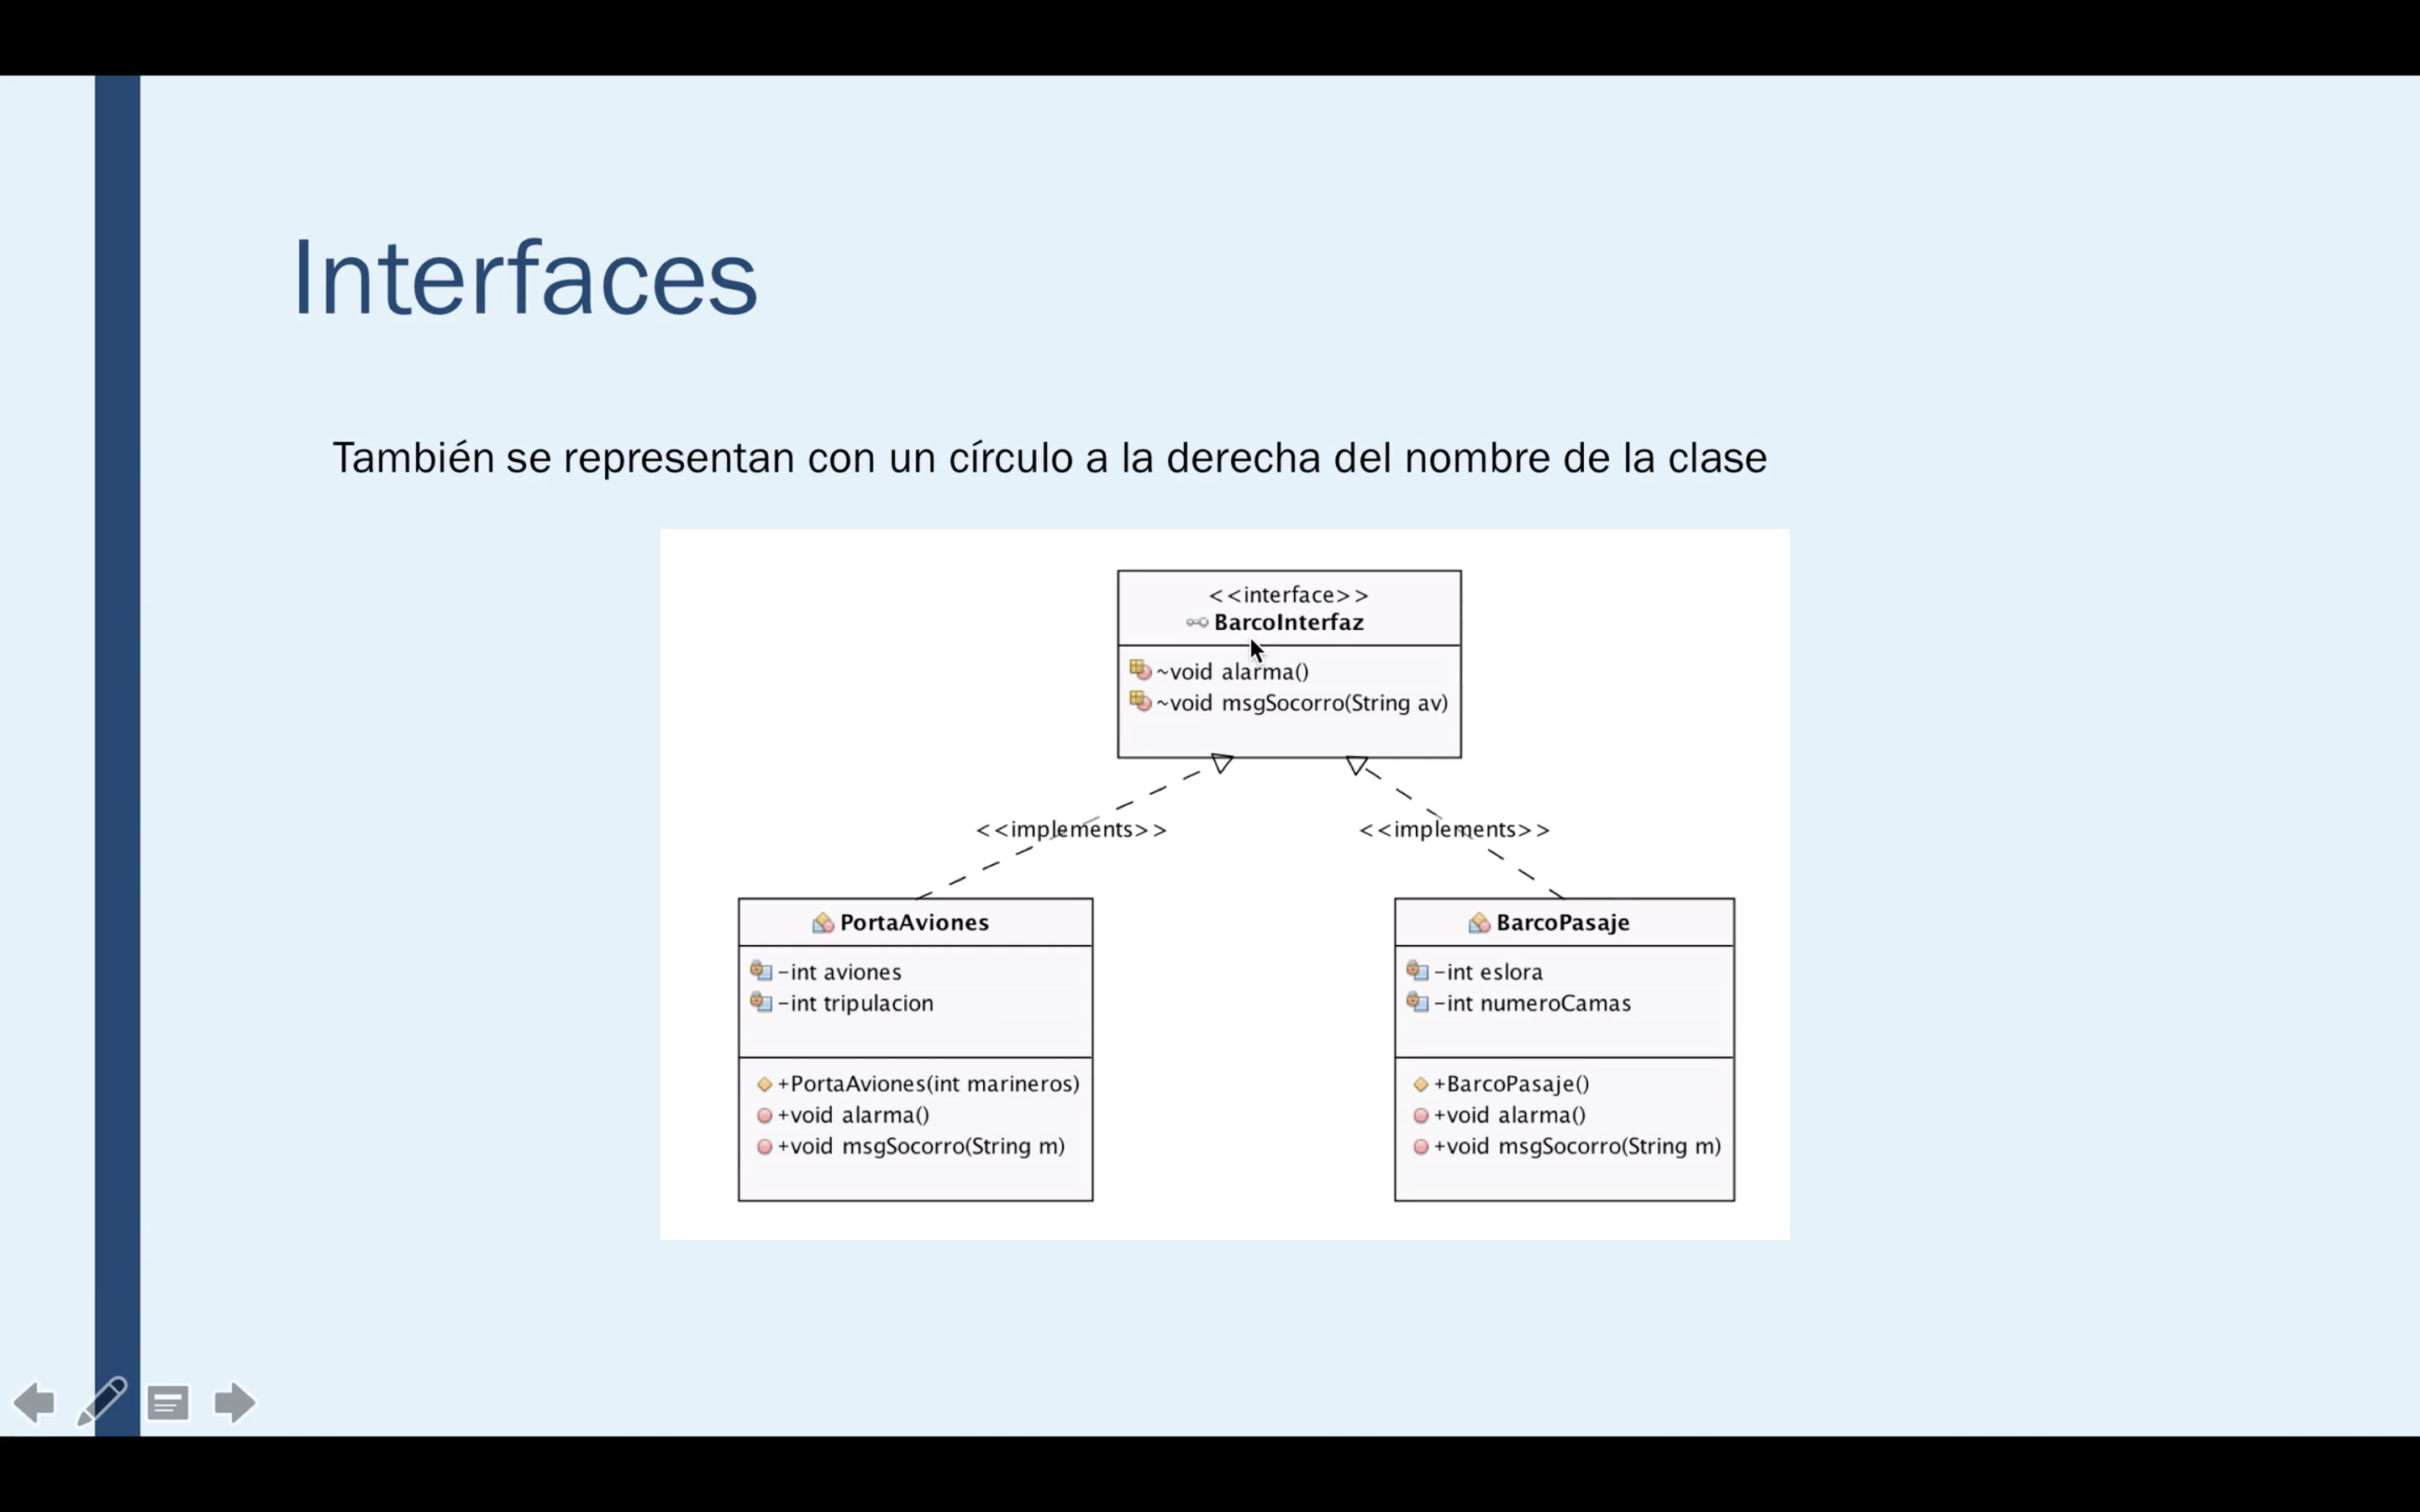 Interfaces
También se representan con un círculo a la derecha del nombre de la clase
<<interface>>
BarcoInterfaz
~void alarma()
~void msgSocorro(String av)
<<implements>>
<<implements>>
PortaAviones
-int aviones
-int tripulacion
+PortaAviones(int marineros)
+void alarma()
+void msgSocorro(String m)
BarcoPasaje
-int eslora
-int numeroCamas
+BarcoPasaje()
+void alarma()
+void msgSocorro(String m)